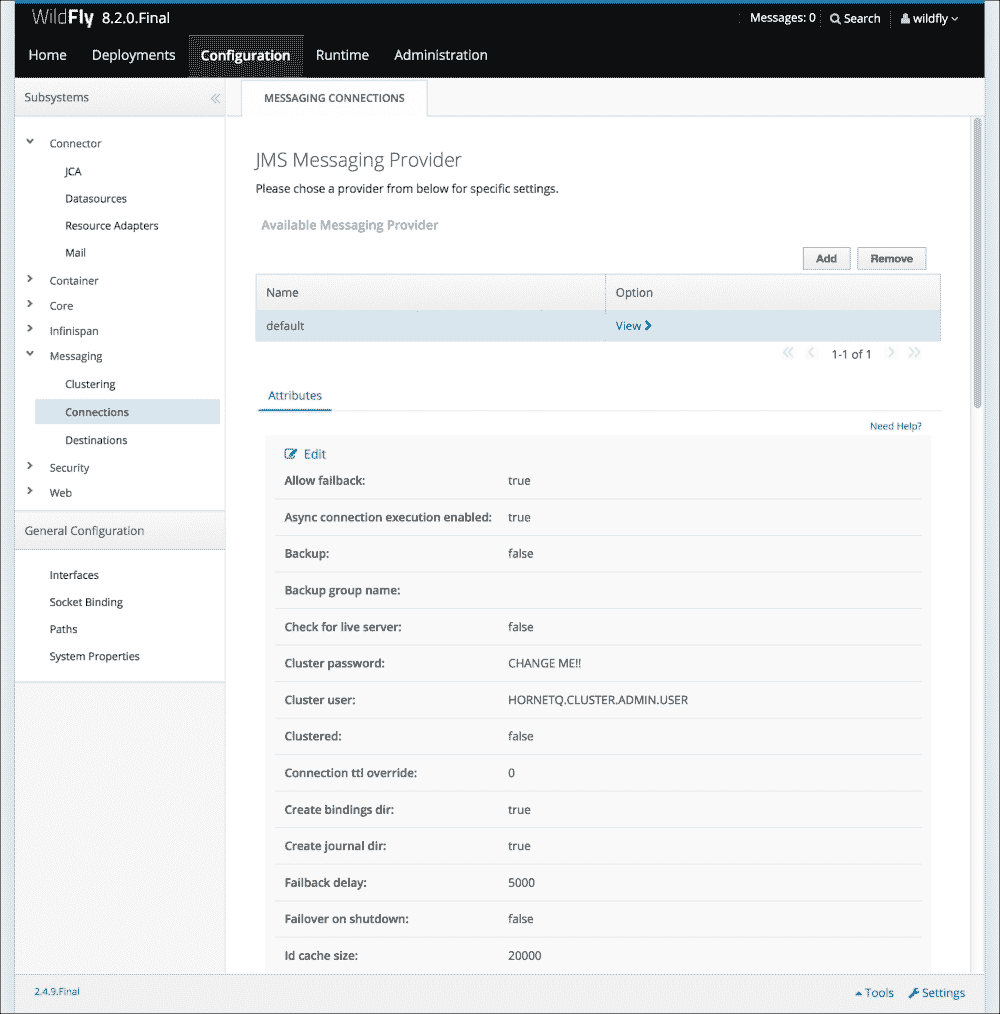 WildFly 8.2.0.Final
Messages: 0 Search wildfly
Home Deployments Configuration Runtime Administration
Subsystems «
MESSAGING CONNECTIONS
Connector
JCA
Datasources
Resource Adapters
Mail
Container
Core
Infinispan
Messaging
Clustering
Connections
Destinations
Security
Web
General Configuration
Interfaces
Socket Binding
Paths
System Properties
JMS Messaging Provider
Please chose a provider from below for specific settings.
Available Messaging Provider
Add Remove
Name Option
default View
1-1 of 1
Attributes
Need Help?
Edit
Allow failback: true
Async connection execution enabled: true
Backup: false
Backup group name:
Check for live server: false
Cluster password: CHANGE ME!!
Cluster user: HORNETQ.CLUSTER.ADMIN.USER
Clustered: false
Connection ttl override: 0
Create bindings dir: true
Create journal dir: true
Failback delay: 5000
Failover on shutdown: false
Id cache size: 20000
2.4.9.Final
Tools Settings